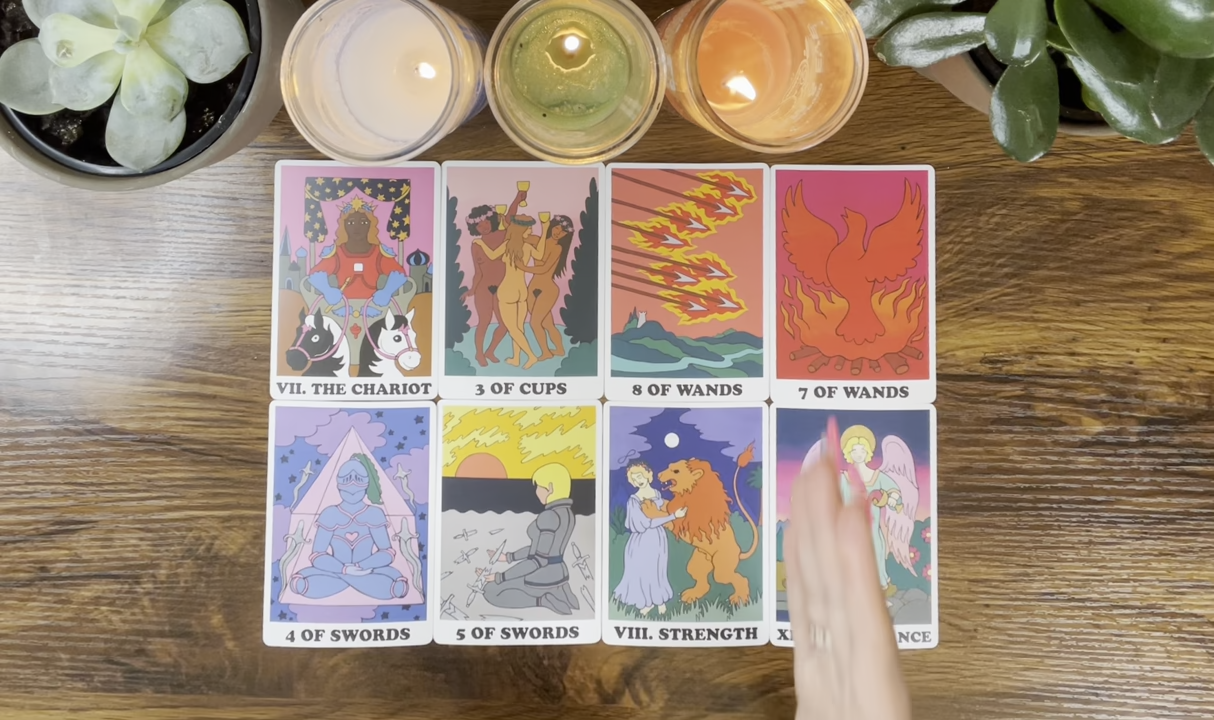 VII. THE CHARIOT
3 OF CUPS
8 OF WANDS
7 OF WANDS
4 OF SWORDS
5 OF SWORDS
VIII. STRENGTH